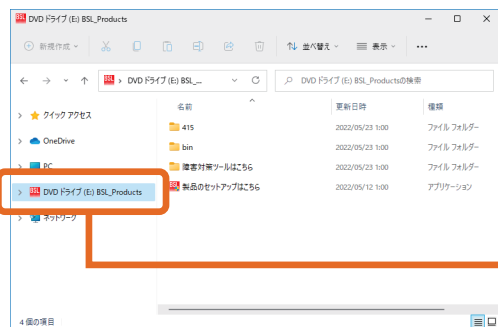 BSL DVD ドライブ (E:) BSL_Products
新規作成
並べ替え
表示
BSL DVD ドライブ (E:) BSL_...
DVD ドライブ (E:) BSL_Productsの検索
名前
更新日時
種類
クイック アクセス
OneDrive
PC
BSL DVD ドライブ (E:) BSL_Products
ネットワーク
415
2022/05/23 1:00
ファイル フォルダー
bin
2022/05/23 1:00
ファイル フォルダー
障害対策ツールはこちら
2022/05/23 1:00
ファイル フォルダー
製品のセットアップはこちら
2022/05/12 1:00
アプリケーション
4 個の項目